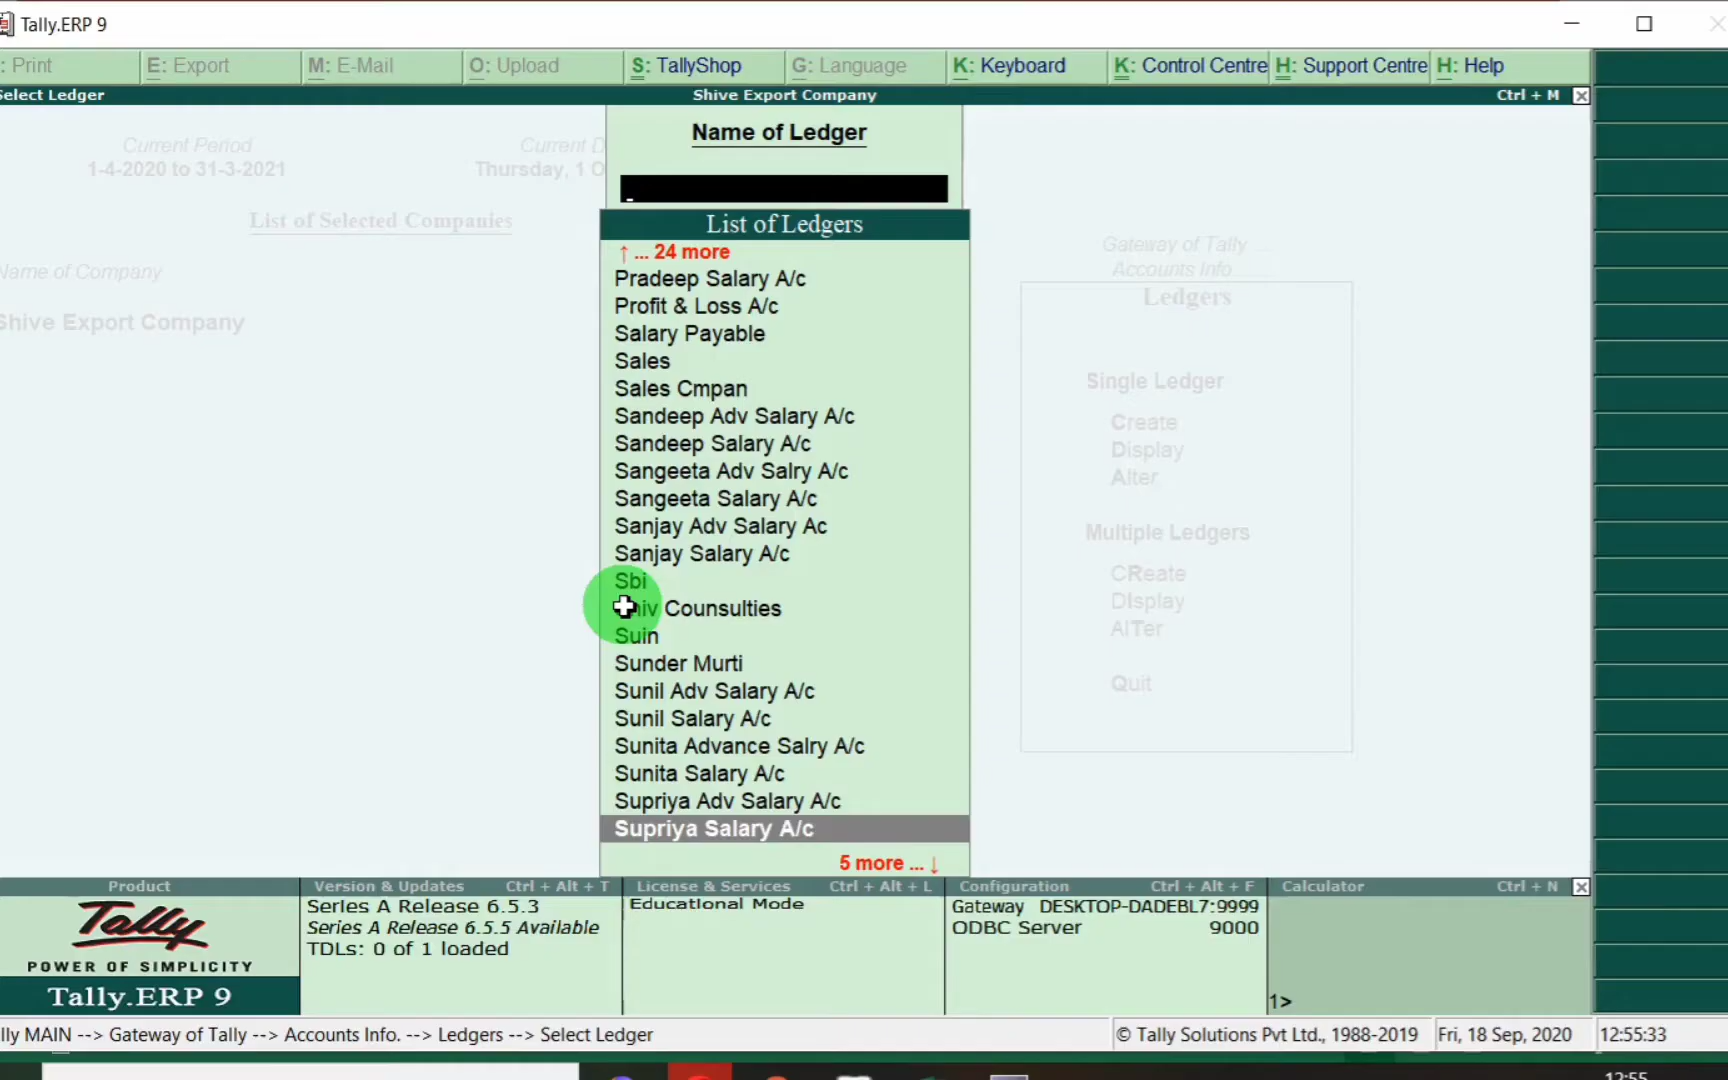 Tally.ERP 9
: Print
E: Export
M: E-Mail
O: Upload
S: TallyShop
G: Language
K: Keyboard
K: Control Centre
H: Support Centre
H: Help
Select Ledger
Shive Export Company
Ctrl + M
Current Period
1-4-2020 to 31-3-2021
Current D
Thursday, 1 O
List of Selected Companies
Name of Company
Shive Export Company
Name of Ledger
List of Ledgers
↑ ... 24 more
Pradeep Salary A/c
Profit & Loss A/c
Salary Payable
Sales
Sales Cmpan
Sandeep Adv Salary A/c
Sandeep Salary A/c
Sangeeta Adv Salry A/c
Sangeeta Salary A/c
Sanjay Adv Salary Ac
Sanjay Salary A/c
Sbi
Counsulties
Suin
Sunder Murti
Sunil Adv Salary A/c
Sunil Salary A/c
Sunita Advance Salry A/c
Sunita Salary A/c
Supriya Adv Salary A/c
Supriya Salary A/c
5 more ... ↓
Gateway of Tally ...
Accounts Info. ...
Ledgers
Single Ledger
Create
Display
Alter
Multiple Ledgers
CReate
DIsplay
AlTer
Quit
Product
Tally
POWER OF SIMPLICITY
Tally.ERP 9
Version & Updates Ctrl + Alt + T
Series A Release 6.5.3
Series A Release 6.5.5 Available
TDLs: 0 of 1 loaded
License & Services Ctrl + Alt + L
Educational Mode
Configuration Ctrl + Alt + F
Gateway DESKTOP-DADEBL7:9999
ODBC Server 9000
Calculator Ctrl + N
1>
lly MAIN --> Gateway of Tally --> Accounts Info. --> Ledgers --> Select Ledger
© Tally Solutions Pvt Ltd., 1988-2019
Fri, 18 Sep, 2020
12:55:33
12:55